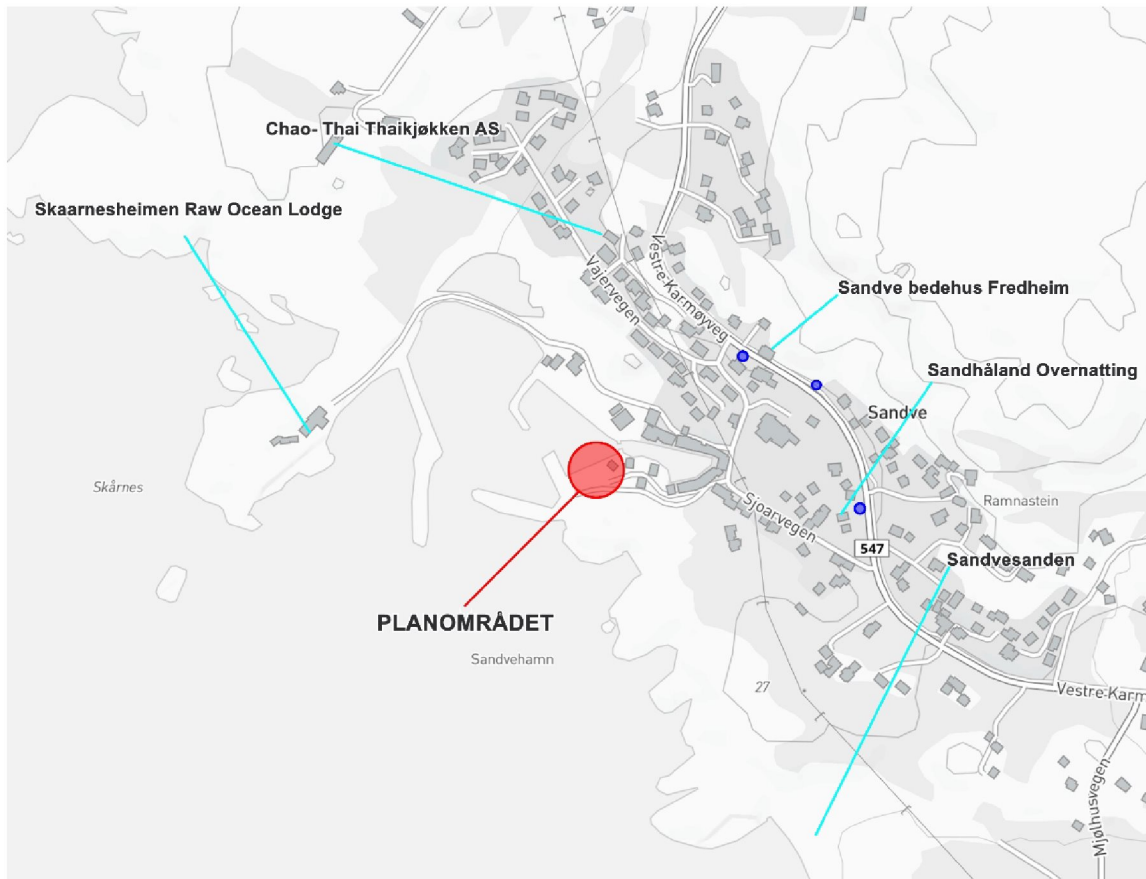 Chao- Thai Thaikjøkken AS
Skaarnesheimen Raw Ocean Lodge
Vestre-Karmøyveg
Vajervegen
Sandve bedehus Fredheim
Sandhåland Overnatting
Sandve
Skårnes
Sjoarvegen
Ramnastein
547
Sandvesanden
PLANOMRÅDET
Sandvehamn
27
Vestre-Karm
Mjølhusvegen